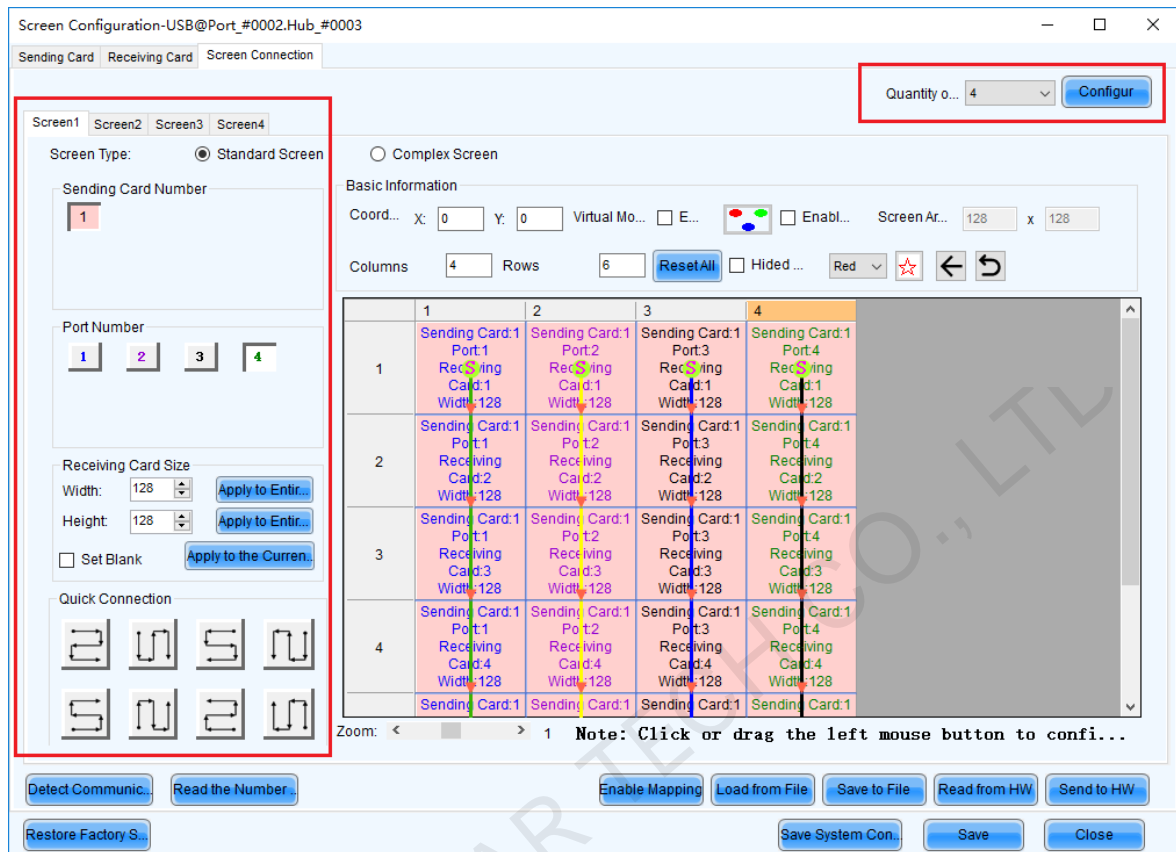 Screen Configuration-USB@Port_#0002.Hub_#0003
Sending Card Receiving Card Screen Connection
Quantity o... 4 Configur
Screen1 Screen2 Screen3 Screen4
Screen Type: Standard Screen Complex Screen
Sending Card Number
1
Basic Information
Coord... X: 0 Y: 0 Virtual Mo... E... Enabl... Screen Ar... 128 x 128
Columns 4 Rows 6 Reset All Hided ... Red
Port Number
1 2 3 4
Receiving Card Size
Width: 128 Apply to Entir...
Height: 128 Apply to Entir...
Set Blank Apply to the Curren...
Quick Connection
1 2 3 4
1
Sending Card:1 Sending Card:1 Sending Card:1 Sending Card:1
Port:1 Port:2 Port:3 Port:4
Receiving Receiving Receiving Receiving
S S S S
Card:1 Card:1 Card:1 Card:1
Width:128 Width:128 Width:128 Width:128
2
Sending Card:1 Sending Card:1 Sending Card:1 Sending Card:1
Port:1 Port:2 Port:3 Port:4
Receiving Receiving Receiving Receiving
Card:2 Card:2 Card:2 Card:2
Width:128 Width:128 Width:128 Width:128
3
Sending Card:1 Sending Card:1 Sending Card:1 Sending Card:1
Port:1 Port:2 Port:3 Port:4
Receiving Receiving Receiving Receiving
Card:3 Card:3 Card:3 Card:3
Width:128 Width:128 Width:128 Width:128
4
Sending Card:1 Sending Card:1 Sending Card:1 Sending Card:1
Port:1 Port:2 Port:3 Port:4
Receiving Receiving Receiving Receiving
Card:4 Card:4 Card:4 Card:4
Width:128 Width:128 Width:128 Width:128
Sending Card:1 Sending Card:1 Sending Card:1 Sending Card:1
Zoom: 1 Note: Click or drag the left mouse button to confi...
Detect Communic... Read the Number ... Enable Mapping Load from File Save to File Read from HW Send to HW
Restore Factory S... Save System Con... Save Close
TECH CO., LTD